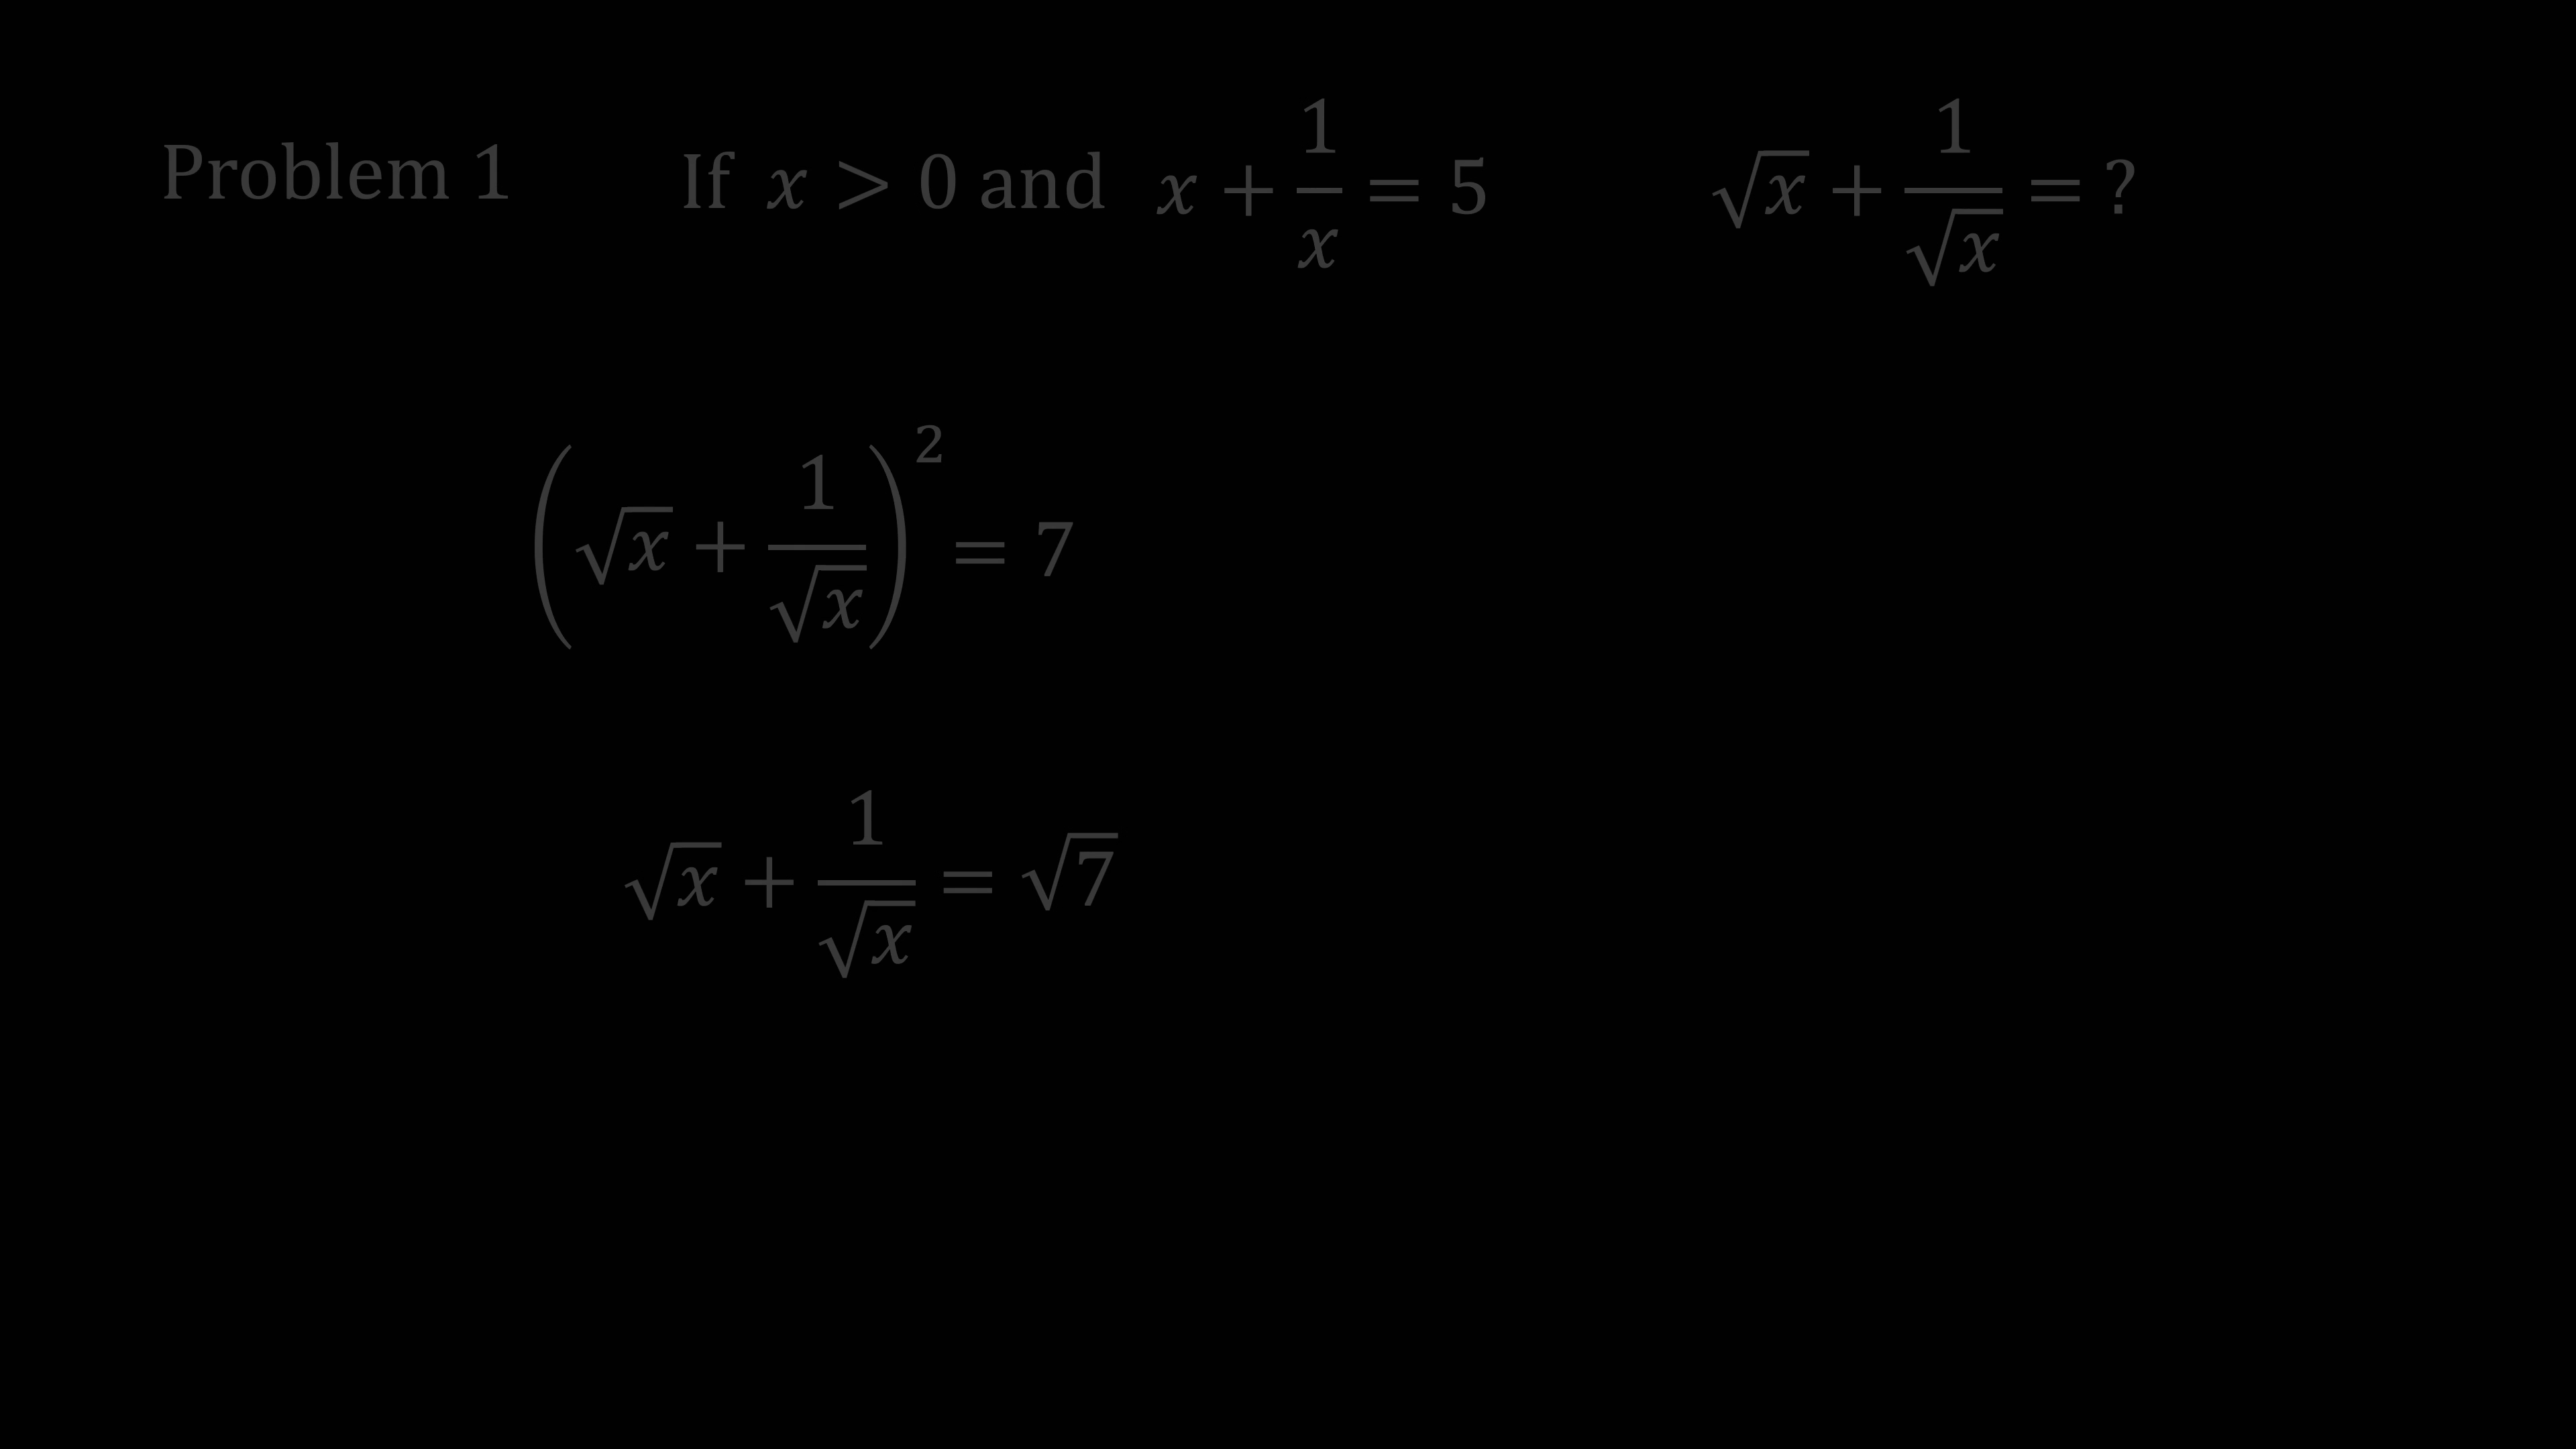 Problem 1 If x > 0 and x + 1/x = 5 √x + 1/√x = ?
(√x + 1/√x)² = 7
√x + 1/√x = √7